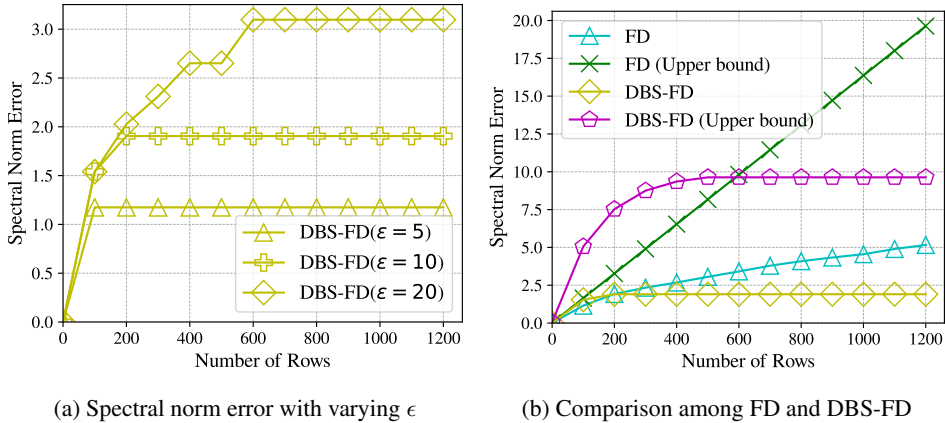 3.0
2.5
2.0
1.5
1.0
0.5
0.0
Spectral Norm Error
DBS-FD(ε = 5)
DBS-FD(ε = 10)
DBS-FD(ε = 20)
0 200 400 600 800 1000 1200
Number of Rows
(a) Spectral norm error with varying ϵ
20.0
17.5
15.0
12.5
10.0
7.5
5.0
2.5
0.0
Spectral Norm Error
FD
FD (Upper bound)
DBS-FD
DBS-FD (Upper bound)
0 200 400 600 800 1000 1200
Number of Rows
(b) Comparison among FD and DBS-FD